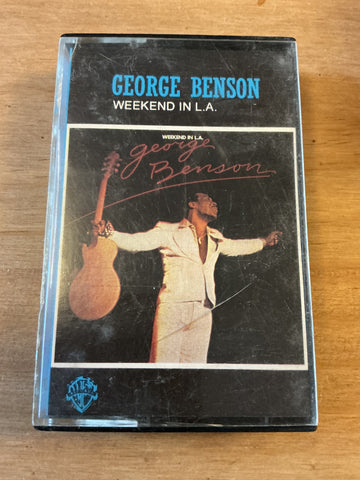 GEORGE BENSON
WEEKEND IN L.A.
WEEKEND IN L.A.
george
Benson